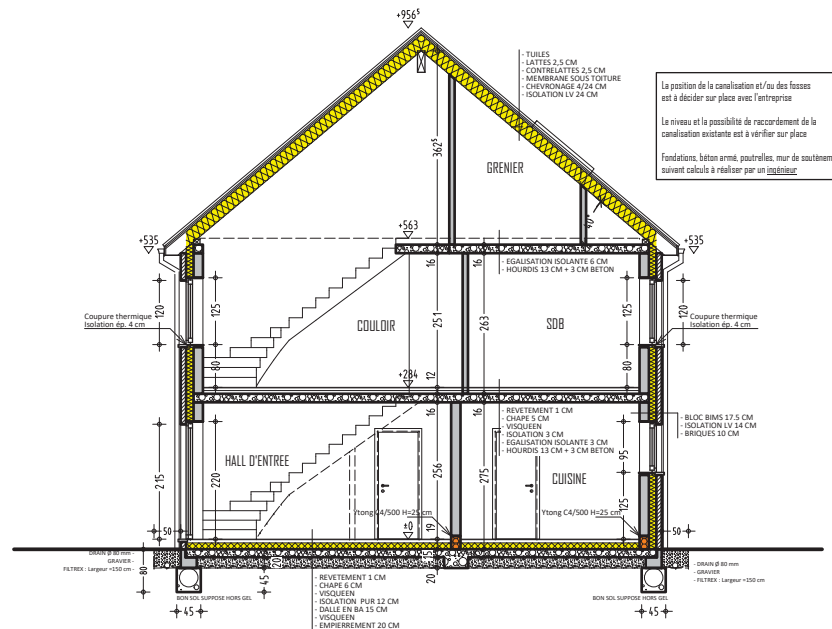 +956⁵
- TUILES
- LATTES 2,5 CM
- CONTRELATTES 2,5 CM
- MEMBRANE SOUS TOITURE
- CHEVRONAGE 4/24 CM
- ISOLATION LV 24 CM
La position de la canalisation et/ou des fosses
est à décider sur place avec l'entreprise
Le niveau et la possibilité de raccordement de la
canalisation existante est à vérifier sur place
Fondations, béton armé, poutrelles, mur de soutènem
suivant calculs à réaliser par un ingénieur
362⁵
GRENIER
40°
+535
+563
+535
16
16
- EGALISATION ISOLANTE 6 CM
- HOURDIS 13 CM + 3 CM BETON
120
125
251
263
125
120
Coupure thermique
Isolation ép. 4 cm
COULOIR
SDB
Coupure thermique
Isolation ép. 4 cm
80
+284
12
80
16
16
- REVETEMENT 1 CM
- CHAPE 5 CM
- VISQUEEN
- ISOLATION 3 CM
- EGALISATION ISOLANTE 3 CM
- HOURDIS 13 CM + 3 CM BETON
- BLOC BIMS 17.5 CM
- ISOLATION LV 14 CM
- BRIQUES 10 CM
215
220
HALL D'ENTREE
256
275
CUISINE
95
125
Ytong C4/500 H=25 cm
Ytong C4/500 H=25 cm
50
±0
19
50
DRAIN Ø 80 mm -
GRAVIER -
FILTREX : Largeur =150 cm -
80
20
45
15
20
- DRAIN Ø 80 mm
- GRAVIER
- FILTREX : Largeur =150 cm
BON SOL SUPPOSE HORS GEL
BON SOL SUPPOSE HORS GEL
45
45
- REVETEMENT 1 CM
- CHAPE 6 CM
- VISQUEEN
- ISOLATION PUR 12 CM
- DALLE EN BA 15 CM
- VISQUEEN
- EMPIERREMENT 20 CM